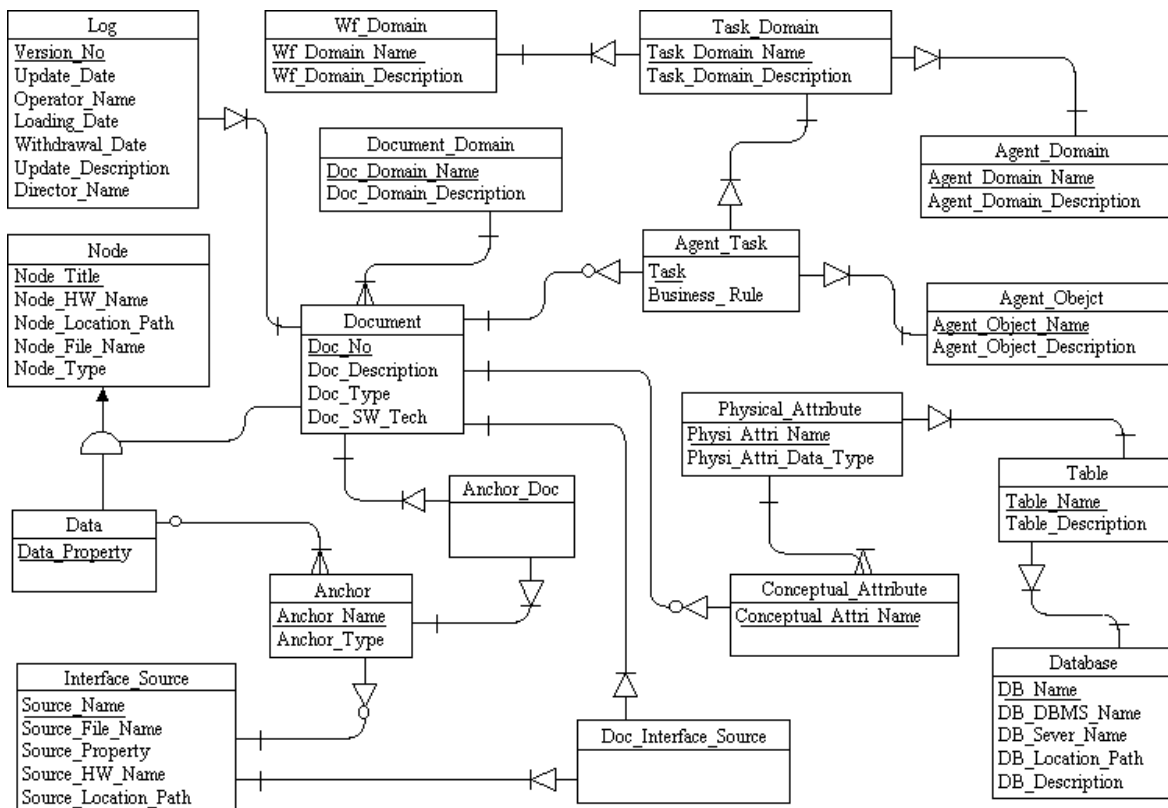 Log
Version_No
Update_Date
Operator_Name
Loading_Date
Withdrawal_Date
Update_Description
Director_Name
Wf_Domain
Wf_Domain_Name
Wf_Domain_Description
Task_Domain
Task_Domain_Name
Task_Domain_Description
Document_Domain
Doc_Domain_Name
Doc_Domain_Description
Agent_Domain
Agent_Domain_Name
Agent_Domain_Description
Node
Node_Title
Node_HW_Name
Node_Location_Path
Node_File_Name
Node_Type
Agent_Task
Task
Business_ Rule
Agent_Obejct
Agent_Object_Name
Agent_Object_Description
Document
Doc_No
Doc_Description
Doc_Type
Doc_ SW_Tech
Physical_Attribute
Physi_Attri_Name
Physi_Attri_Data_Type
Table
Table_Name
Table_Description
Anchor_Doc
Data
Data_Property
Anchor
Anchor_Name
Anchor_Type
Conceptual_Attribute
Conceptual_Attri_Name
Interface_Source
Source_Name
Source_File_Name
Source_Property
Source_HW_Name
Source_Location_Path
Doc_Interface_Source
Database
DB_Name
DB_DBMS_Name
DB_Sever_Name
DB_Location_Path
DB_Description